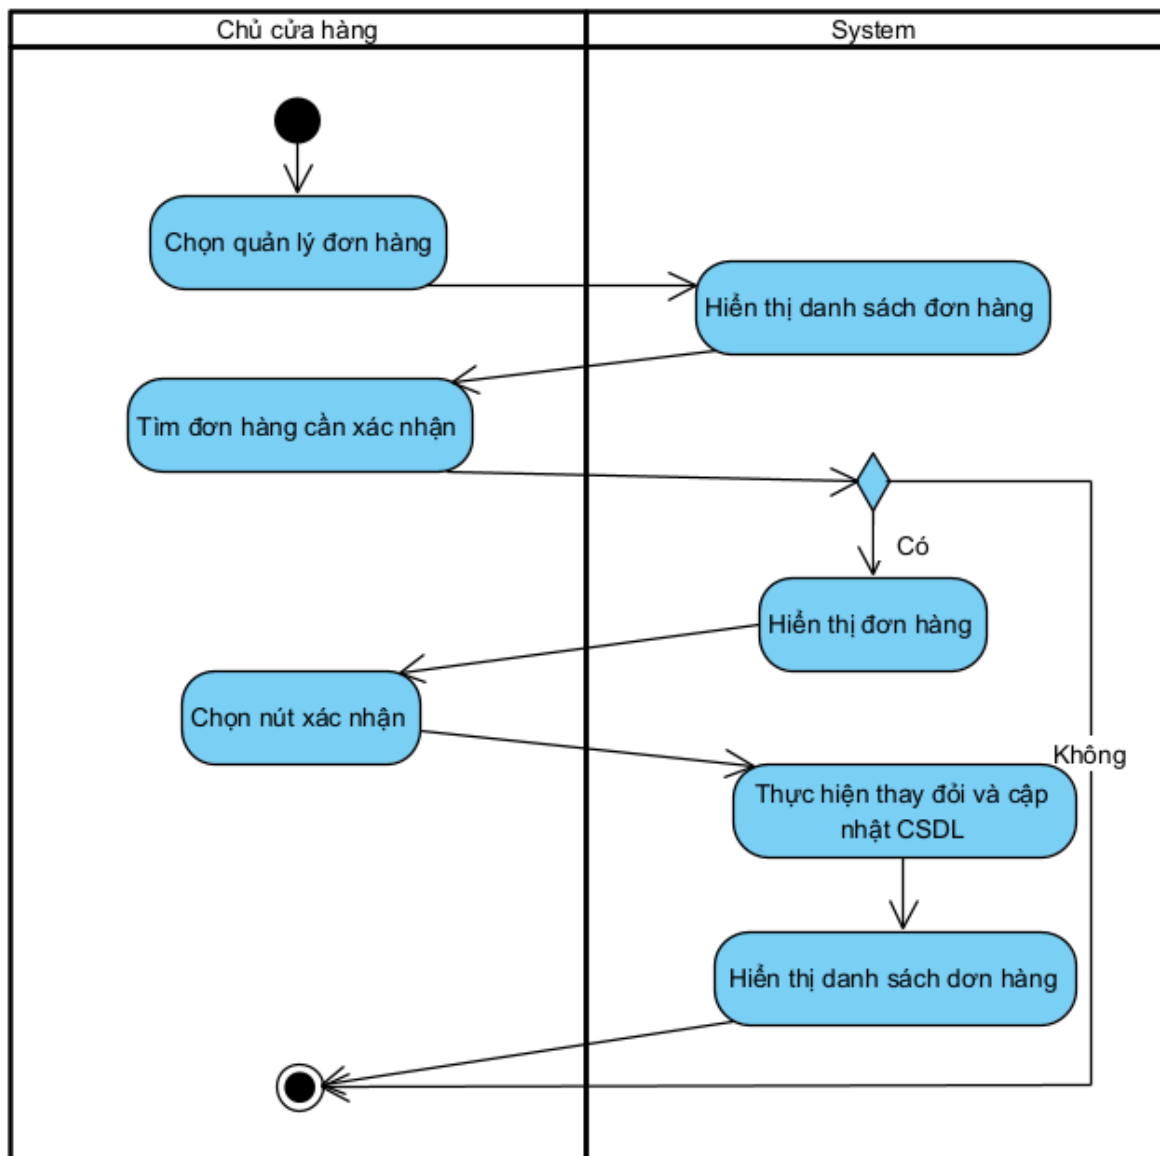 Chủ cửa hàng
System
Chọn quản lý đơn hàng
Hiển thị danh sách đơn hàng
Tìm đơn hàng cần xác nhận
Có
Hiển thị đơn hàng
Chọn nút xác nhận
Không
Thực hiện thay đổi và cập
nhật CSDL
Hiển thị danh sách dơn hàng